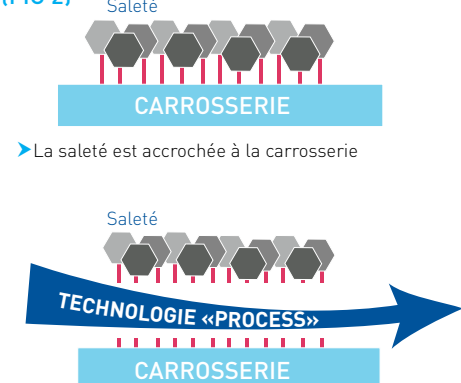 (FIG 2)
Saleté
CARROSSERIE
➤La saleté est accrochée à la carrosserie
Saleté
TECHNOLOGIE «PROCESS»
CARROSSERIE